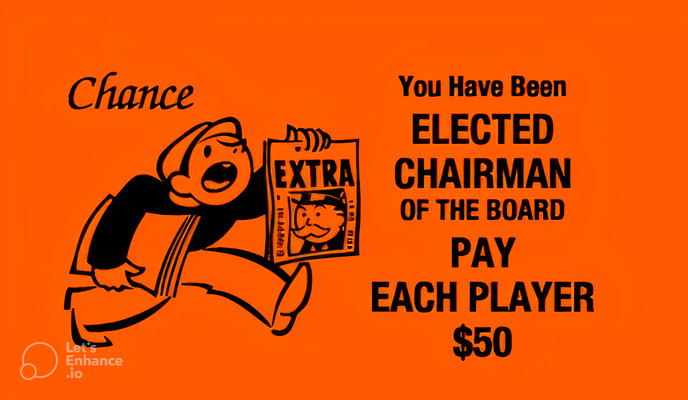 Chance
EXTRA
You Have Been
ELECTED
CHAIRMAN
OF THE BOARD
PAY
EACH PLAYER
$50
Let's
Enhance
.io